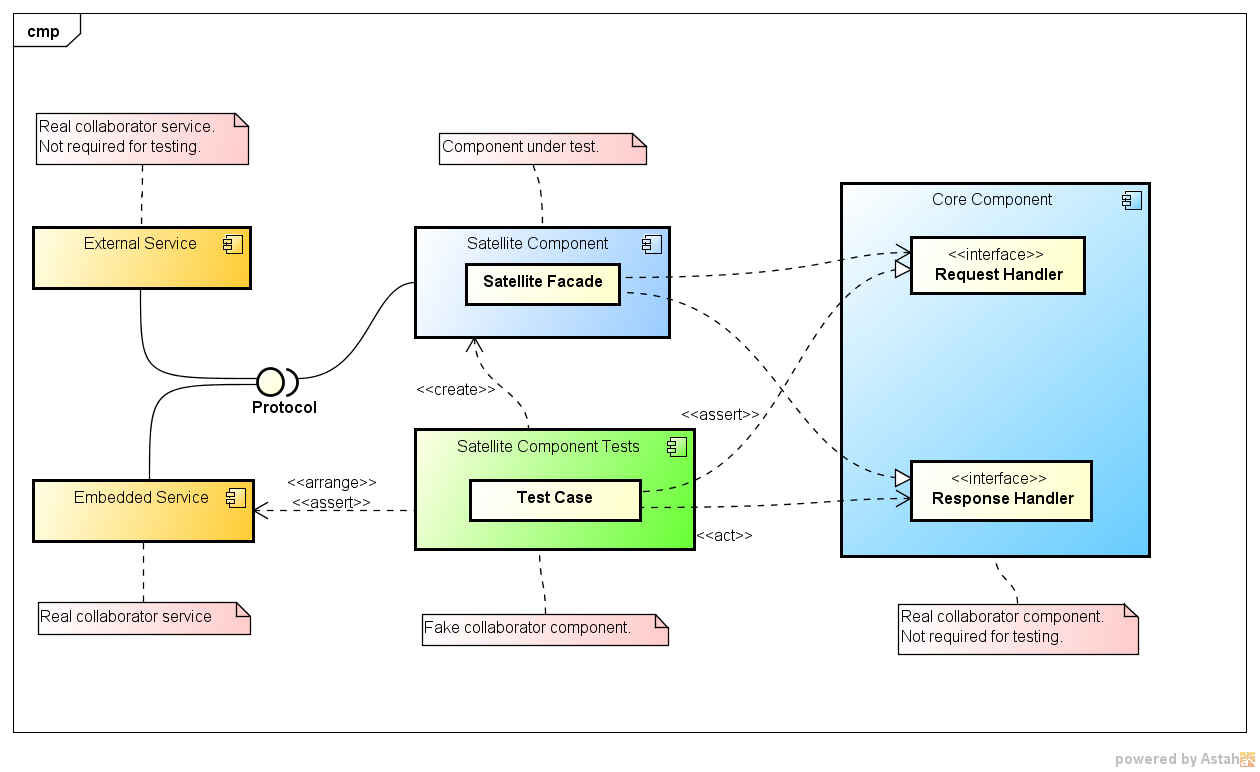 cmp
Real collaborator service.
Not required for testing.
Component under test.
External Service
Satellite Component
Satellite Facade
Core Component
<<interface>>
Request Handler
Protocol
<<create>>
<<assert>>
Satellite Component Tests
Test Case
<<arrange>>
<<assert>>
Embedded Service
<<interface>>
Response Handler
<<act>>
Real collaborator service
Fake collaborator component.
Real collaborator component.
Not required for testing.
powered by Astah